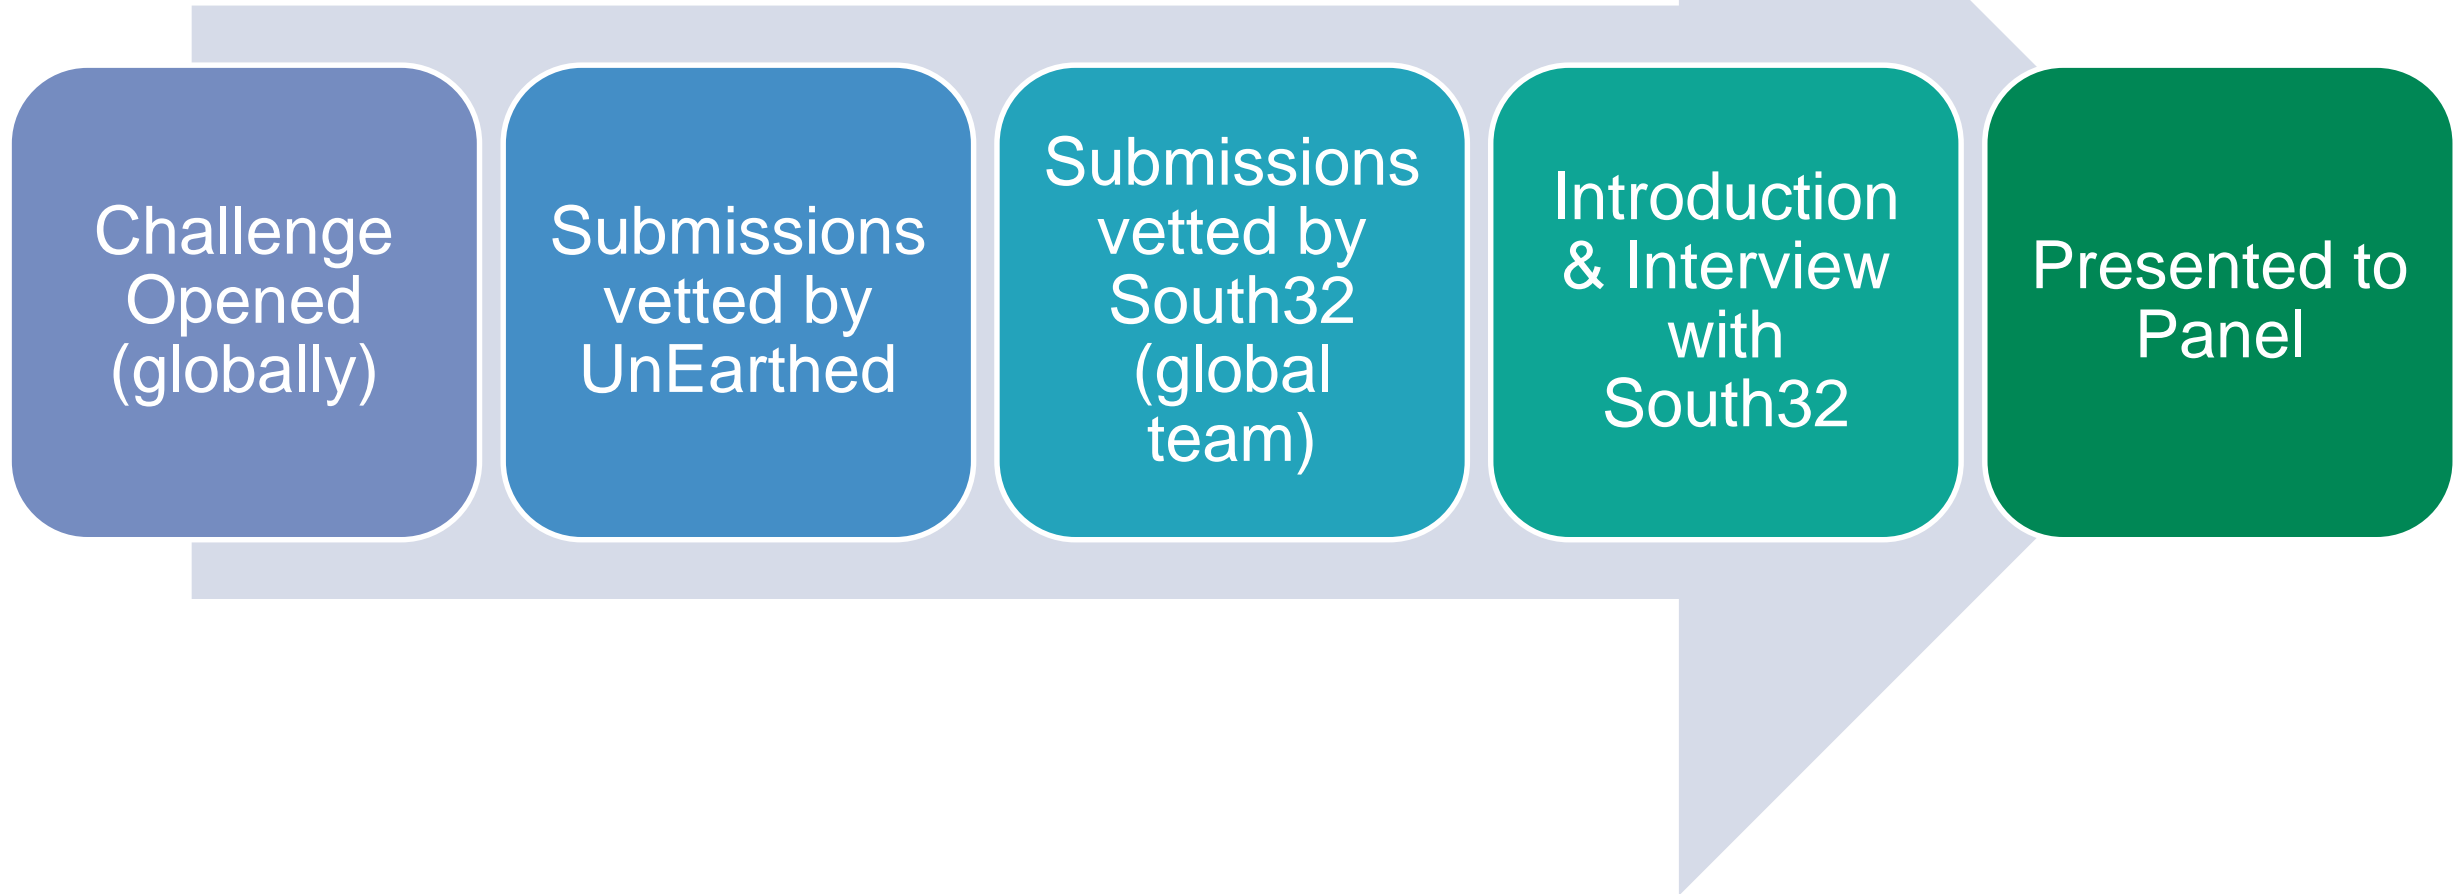 Challenge
Opened
(globally)
Submissions
vetted by
UnEarthed
Submissions
vetted by
South32
(global
team)
Introduction
& Interview
with
South32
Presented to
Panel